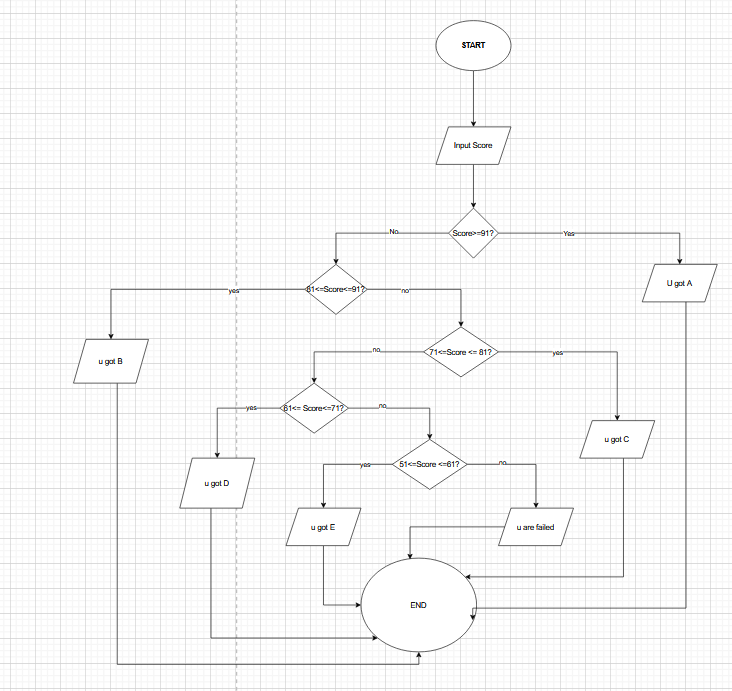 START
Input Score
Score>=91?
No
Yes
U got A
81<=Score<=91?
yes
no
u got B
71<=Score <= 81?
no
yes
u got C
61<= Score<=71?
yes
no
u got D
51<=Score <=61?
yes
no
u got E
u are failed
END